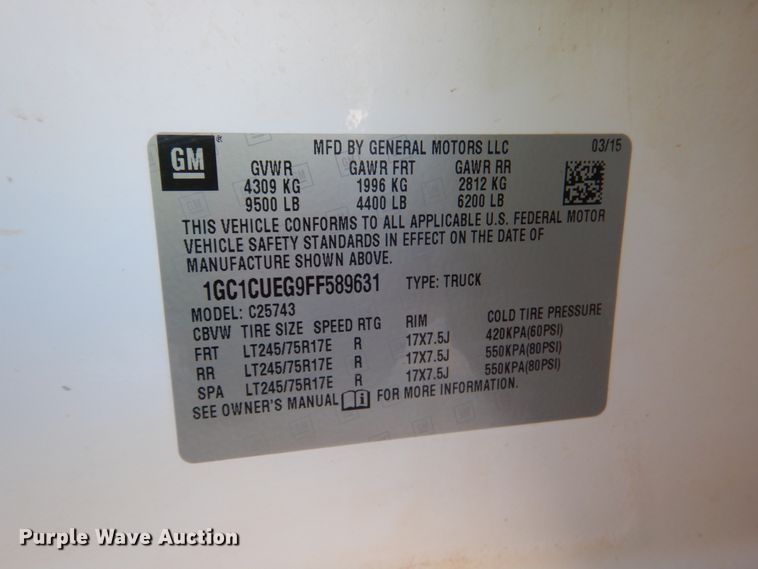 GM
MFD BY GENERAL MOTORS LLC 03/15
GVWR GAWR FRT GAWR RR
4309 KG 1996 KG 2812 KG
9500 LB 4400 LB 6200 LB
THIS VEHICLE CONFORMS TO ALL APPLICABLE U.S. FEDERAL MOTOR
VEHICLE SAFETY STANDARDS IN EFFECT ON THE DATE OF
MANUFACTURE SHOWN ABOVE.
1GC1CUEG9FF589631 TYPE: TRUCK
MODEL: C25743
CBVW TIRE SIZE SPEED RTG RIM COLD TIRE PRESSURE
FRT LT245/75R17E R 17X7.5J 420KPA(60PSI)
RR LT245/75R17E R 17X7.5J 550KPA(80PSI)
SPA LT245/75R17E R 17X7.5J 550KPA(80PSI)
SEE OWNER'S MANUAL FOR MORE INFORMATION.
Purple Wave Auction